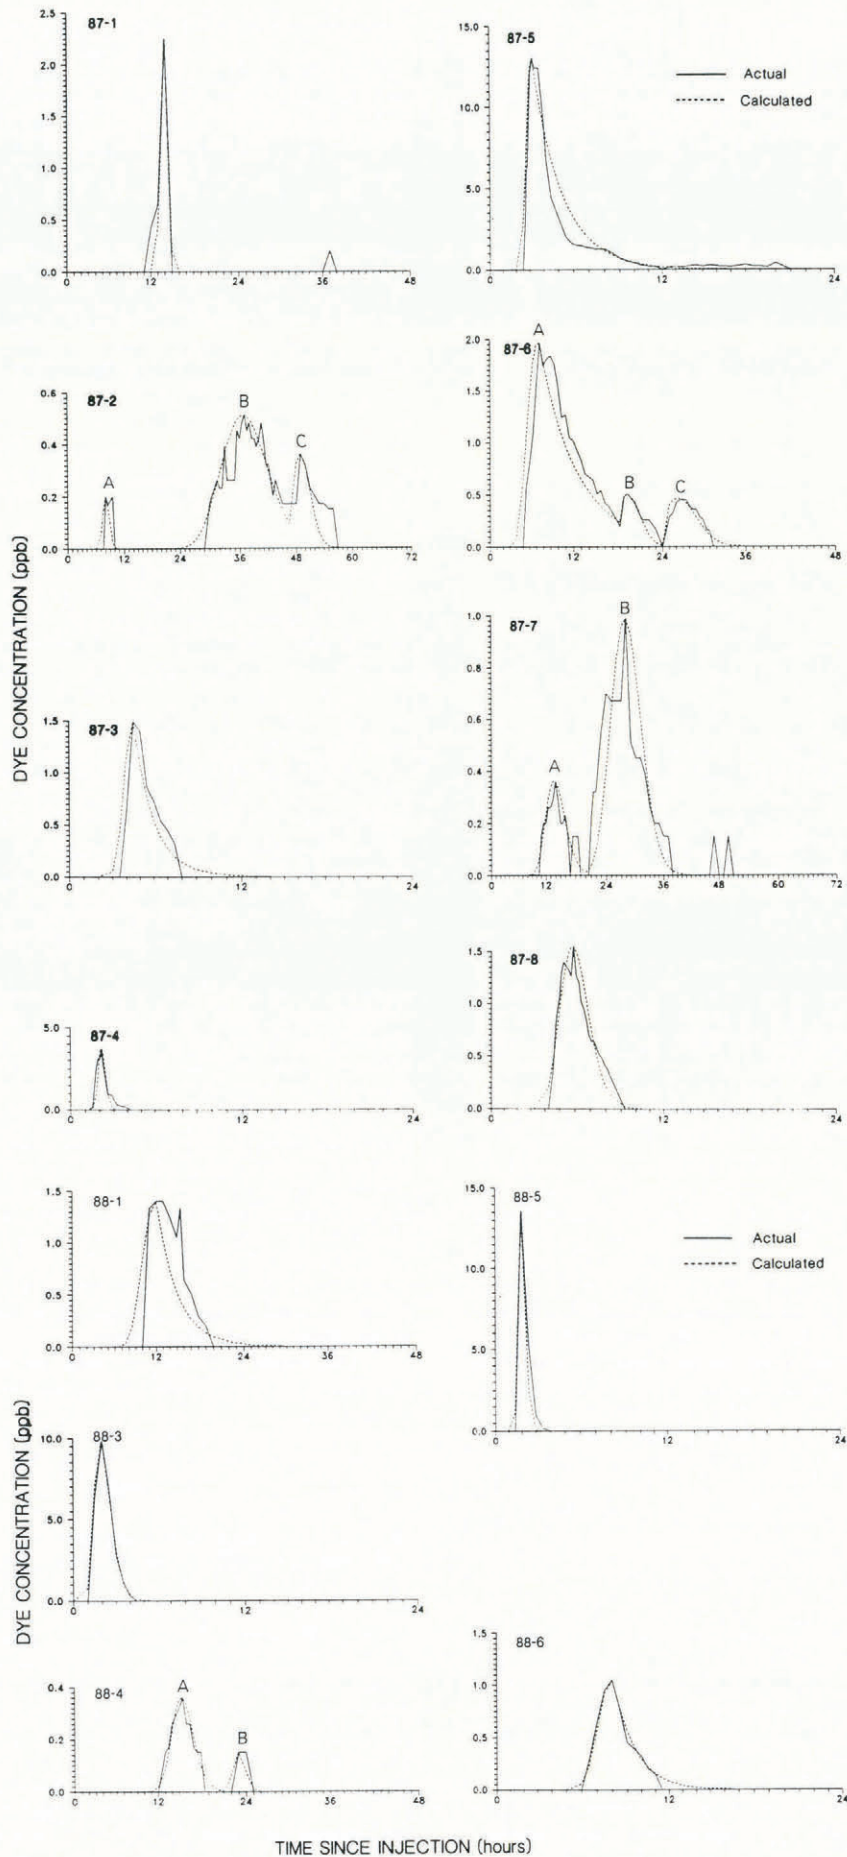 87-1
2.5
2.0
1.5
1.0
0.5
0.0
0 12 24 36 48
87-5
15.0
10.0
5.0
0.0
0 12 24
Actual
Calculated
87-2
0.6
0.4
0.2
0.0
A B C
0 12 24 36 48 60 72
87-6
2.0
1.5
1.0
0.5
0.0
A B C
0 12 24 36 48
DYE CONCENTRATION (ppb)
87-3
1.5
1.0
0.5
0.0
0 12 24
87-7
1.0
0.8
0.6
0.4
0.2
0.0
A B
0 12 24 36 48 60 72
87-4
5.0
0.0
0 12 24
87-8
1.5
1.0
0.5
0.0
0 12 24
88-1
1.5
1.0
0.5
0.0
0 12 24 36 48
88-5
15.0
10.0
5.0
0.0
0 12 24
Actual
Calculated
DYE CONCENTRATION (ppb)
88-3
10.0
5.0
0.0
0 12 24
88-4
0.4
0.2
0.0
A B
0 12 24 36 48
88-6
1.5
1.0
0.5
0.0
0 12 24
TIME SINCE INJECTION (hours)